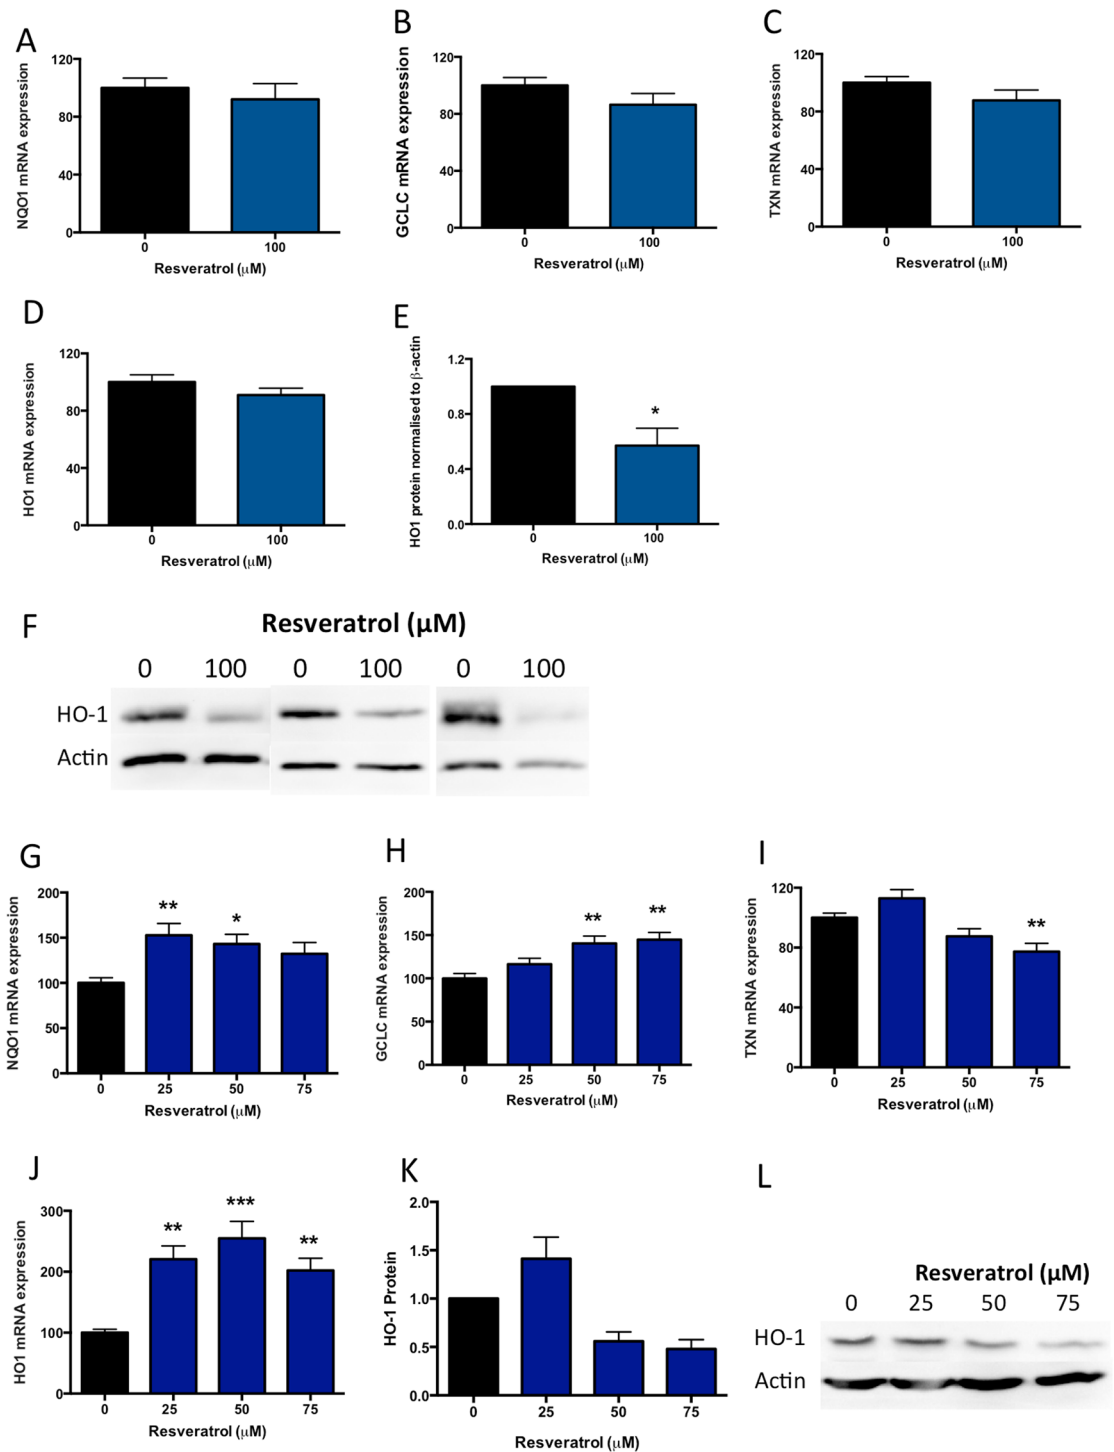 A
NQO1 mRNA expression
120
80
40
0
0 100
Resveratrol (µM)
B
GCLC mRNA expression
120
80
40
0
0 100
Resveratrol (µM)
C
TXN mRNA expression
120
80
40
0
0 100
Resveratrol (µM)
D
HO1 mRNA expression
120
80
40
0
0 100
Resveratrol (µM)
E
HO1 protein normalised to β-actin
1.2
0.8
0.4
0.0
*
0 100
Resveratrol (µM)
F
Resveratrol (µM)
0 100 0 100 0 100
HO-1
Actin
G
NQO1 mRNA expression
200
150
100
50
0
** *
0 25 50 75
Resveratrol (µM)
H
GCLC mRNA expression
200
150
100
50
0
** **
0 25 50 75
Resveratrol (µM)
I
TXN mRNA expression
120
80
40
0
**
0 25 50 75
Resveratrol (µM)
J
HO1 mRNA expression
300
200
100
0
** *** **
0 25 50 75
Resveratrol (µM)
K
HO-1 Protein
2.0
1.5
1.0
0.5
0.0
0 25 50 75
Resveratrol (µM)
L
Resveratrol (µM)
0 25 50 75
HO-1
Actin